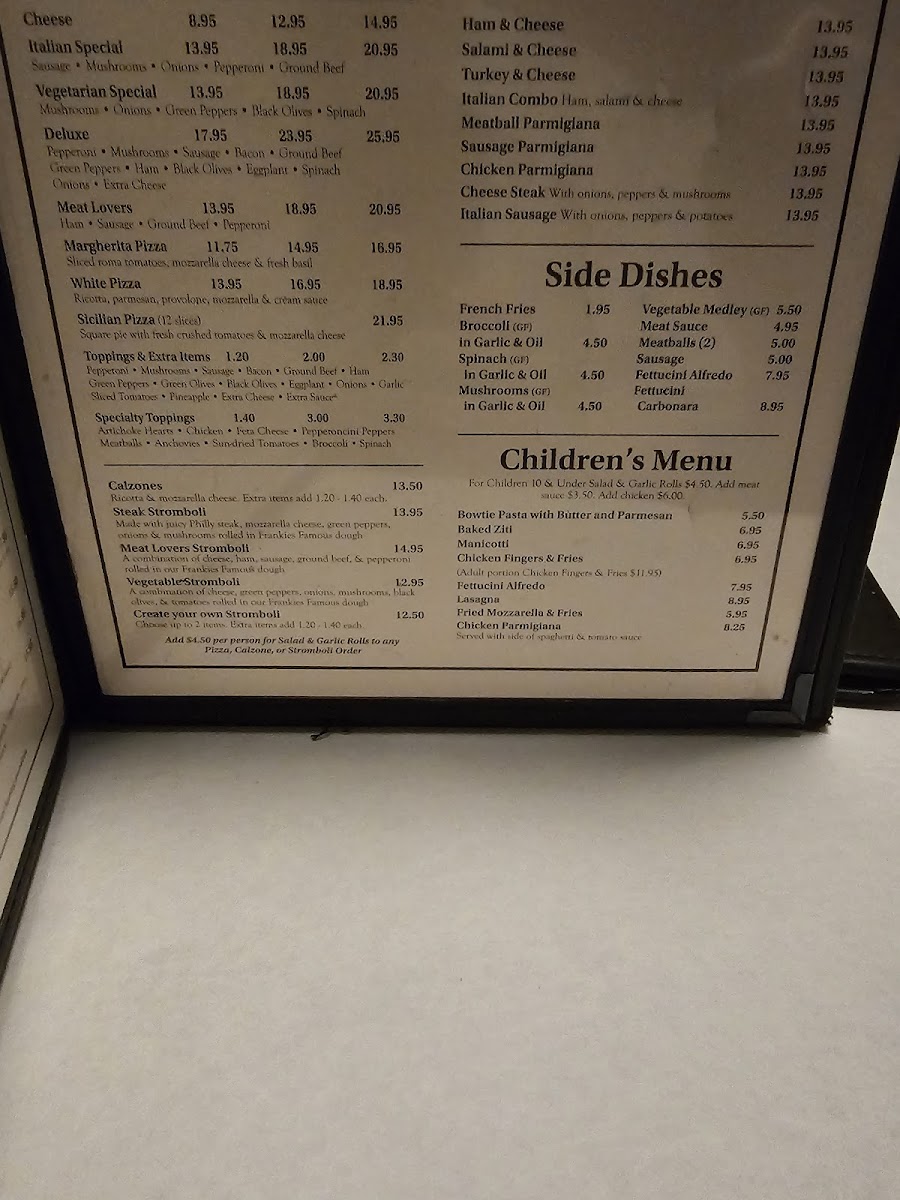 Cheese 8.95 12.95 14.95
Italian Special 13.95 18.95 20.95
Sausage • Mushrooms • Onions • Pepperoni • Ground Beef
Vegetarian Special 13.95 18.95 20.95
Mushrooms • Onions • Green Peppers • Black Olives • Spinach
Deluxe 17.95 23.95 25.95
Pepperoni • Mushrooms • Sausage • Bacon • Ground Beef
Green Peppers • Ham • Black Olives • Eggplant • Spinach
Onions • Extra Cheese
Meat Lovers 13.95 18.95 20.95
Ham • Sausage • Ground Beef • Pepperoni
Margherita Pizza 11.75 14.95 16.95
Sliced roma tomatoes, mozzarella cheese & fresh basil
White Pizza 13.95 16.95 18.95
Ricotta, parmesan, provolope, mozzarella & cream sauce
Sicilian Pizza (12 slices) 21.95
Square pie with fresh crushed tomatoes & mozzarella cheese
Toppings & Extra Items 1.20 2.00 2.30
Pepperoni • Mushrooms • Sausage • Bacon • Ground Beef • Ham
Green Peppers • Green Olives • Black Olives • Eggplant • Onions • Garlic
Sliced Tomatoes • Pineapple • Extra Cheese • Extra Sauce
Specialty Toppings 1.40 3.00 3.30
Artichoke Hearts • Chicken • Feta Cheese • Pepperoncini Peppers
Meatballs • Anchovies • Sun-dried Tomatoes • Broccoli • Spinach
Calzones 13.50
Ricotta & mozzarella cheese. Extra items add 1.20 - 1.40 each.
Steak Stromboli 13.95
Made with juicy Philly steak, mozzarella cheese, green peppers,
onions & mushrooms rolled in Frankies Famous dough
Meat Lovers Stromboli 14.95
A combination of cheese, ham, sausage, ground beef, & pepperoni
rolled in our Frankies Famous dough
Vegetable Stromboli 12.95
A combination of cheese, green peppers, onions, mushrooms, black
olives, & tomatoes rolled in our Frankies Famous dough
Create your own Stromboli 12.50
Choose up to 2 items. Extra items add 1.20 - 1.40 each
Add $4.50 per person for Salad & Garlic Rolls to any
Pizza, Calzone, or Stromboli Order
Ham & Cheese 13.95
Salami & Cheese 13.95
Turkey & Cheese 13.95
Italian Combo Ham, salami & cheese 13.95
Meatball Parmigiana 13.95
Sausage Parmigiana 13.95
Chicken Parmigiana 13.95
Cheese Steak With onions, peppers & mushrooms 13.95
Italian Sausage With onions, peppers & potatoes 13.95
Side Dishes
French Fries 1.95
Broccoli (GF)
in Garlic & Oil 4.50
Spinach (GF)
in Garlic & Oil 4.50
Mushrooms (GF)
in Garlic & Oil 4.50
Vegetable Medley (GF) 5.50
Meat Sauce 4.95
Meatballs (2) 5.00
Sausage 5.00
Fettucini Alfredo 7.95
Fettucini
Carbonara 8.95
Children's Menu
For Children 10 & Under Salad & Garlic Rolls $4.50. Add meat
sauce $3.50. Add chicken $6.00.
Bowtie Pasta with Butter and Parmesan 5.50
Baked Ziti 6.95
Manicotti 6.95
Chicken Fingers & Fries 6.95
(Adult portion Chicken Fingers & Fries $11.95)
Fettucini Alfredo 7.95
Lasagna 8.95
Fried Mozzarella & Fries 5.95
Chicken Parmigiana 8.25
Served with side of spaghetti & tomato sauce